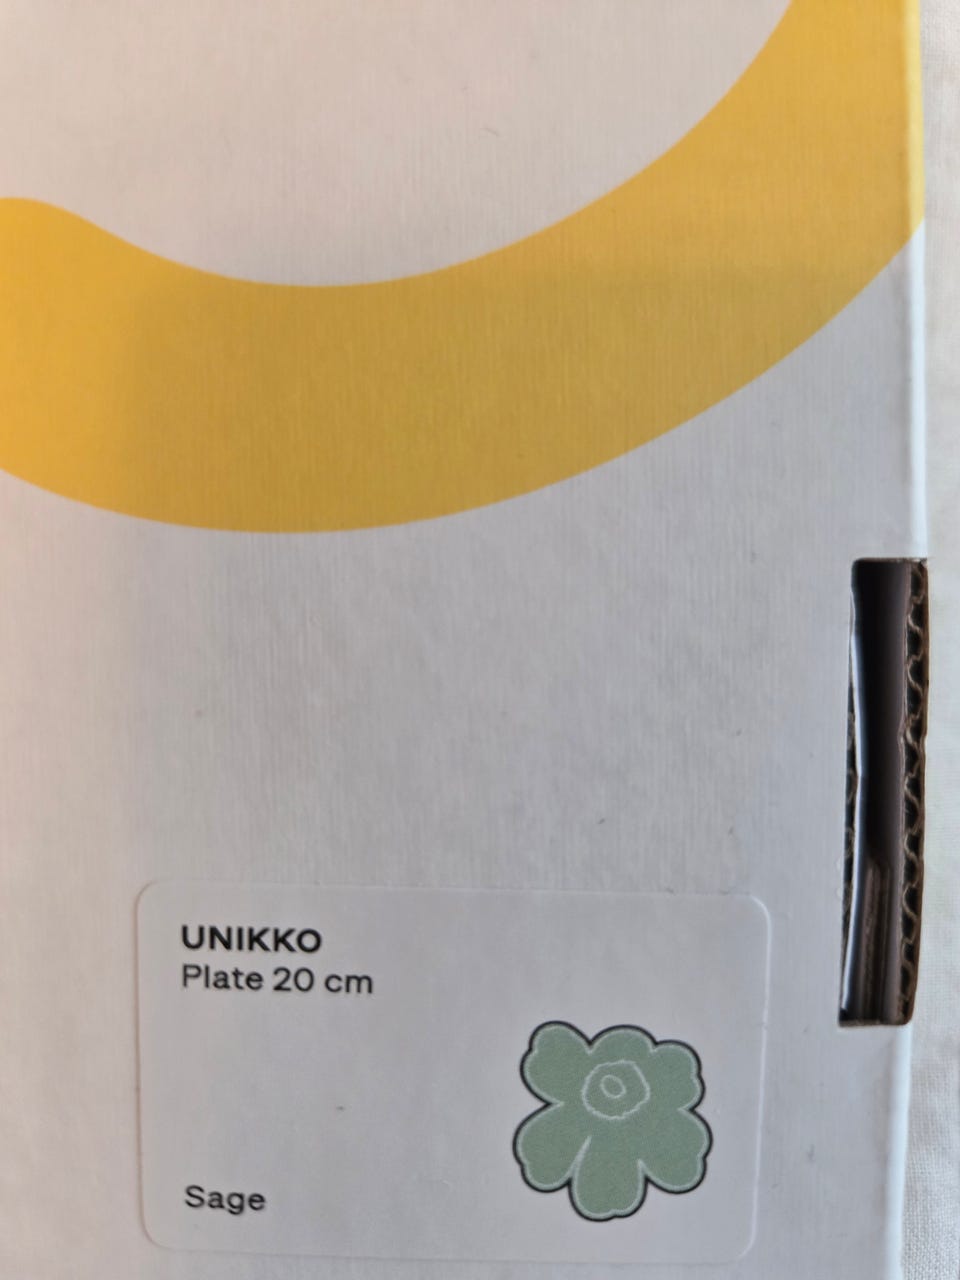 UNIKKO
Plate 20 cm
Sage